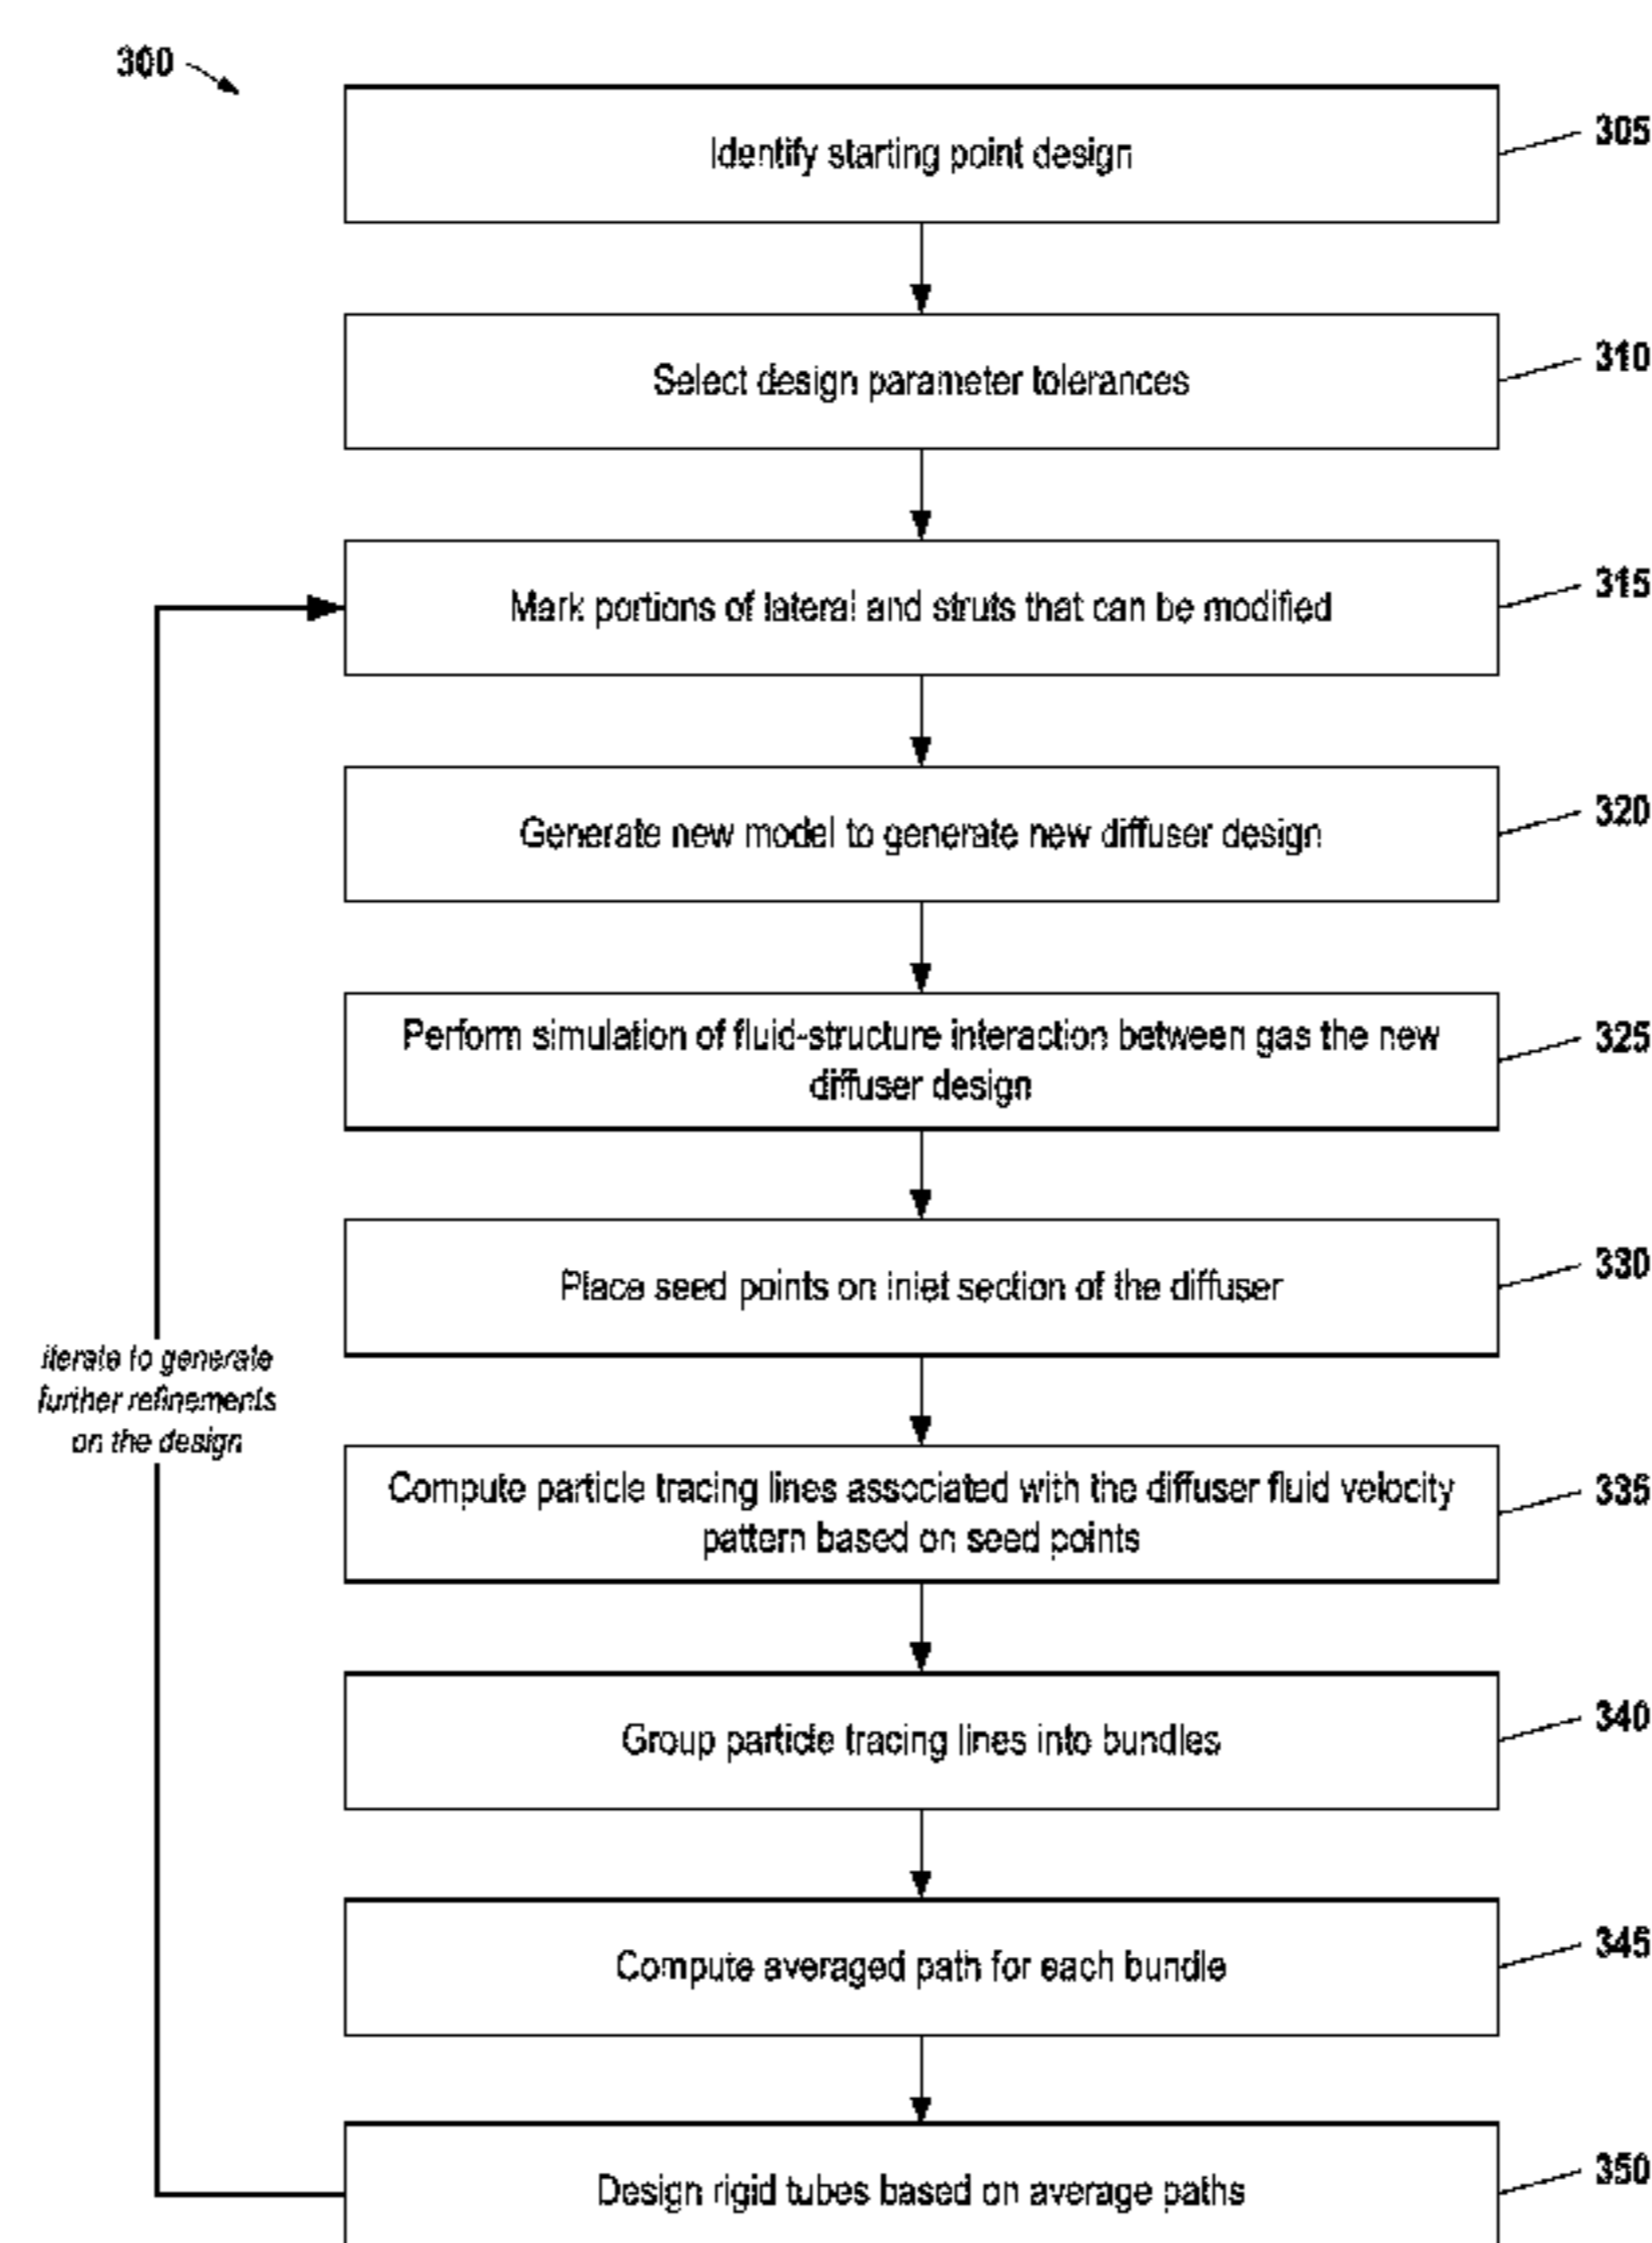 300
Identify starting point design
305
Select design parameter tolerances
310
Mark portions of lateral and struts that can be modified
315
Generate new model to generate new diffuser design
320
Perform simulation of fluid-structure interaction between gas the new
diffuser design
325
Place seed points on inlet section of the diffuser
330
iterate to generate
further refinements
on the design
Compute particle tracing lines associated with the diffuser fluid velocity
pattern based on seed points
335
Group particle tracing lines into bundles
340
Compute averaged path for each bundle
345
Design rigid tubes based on average paths
350